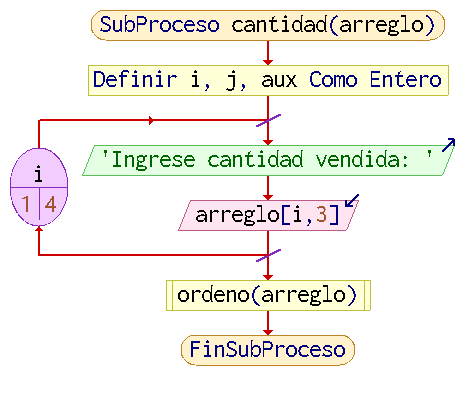 SubProceso cantidad(arreglo)
Definir i, j, aux Como Entero
'Ingrese cantidad vendida: '
i
1 4
arreglo[i,3]
ordeno(arreglo)
FinSubProceso